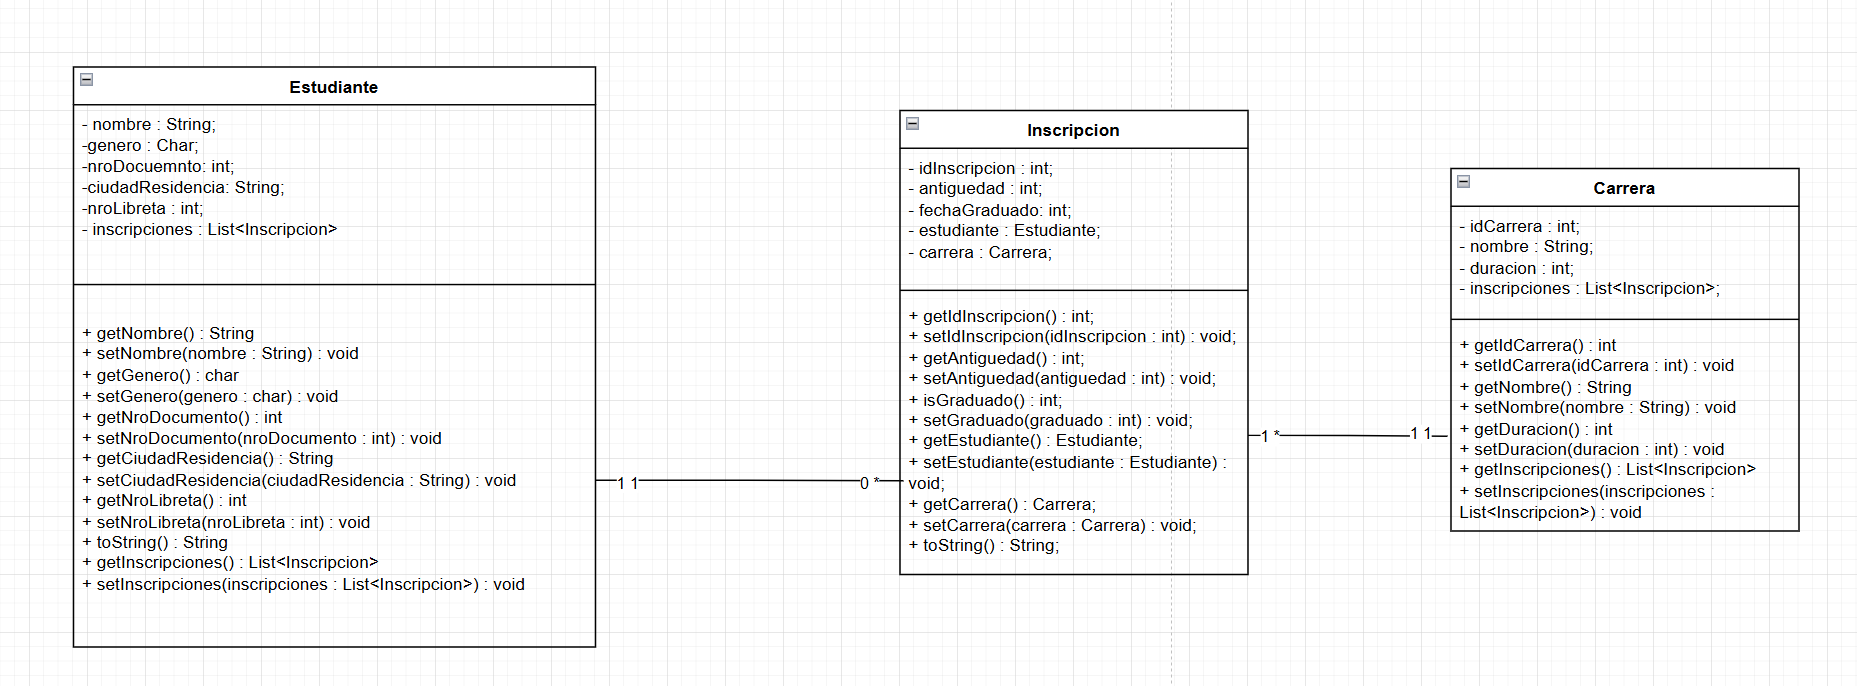 Estudiante
- nombre : String;
-genero : Char;
-nroDocuemnto: int;
-ciudadResidencia: String;
-nroLibreta : int;
- inscripciones : List<Inscripcion>
+ getNombre() : String
+ setNombre(nombre : String) : void
+ getGenero() : char
+ setGenero(genero : char) : void
+ getNroDocumento() : int
+ setNroDocumento(nroDocumento : int) : void
+ getCiudadResidencia() : String
+ setCiudadResidencia(ciudadResidencia : String) : void
+ getNroLibreta() : int
+ setNroLibreta(nroLibreta : int) : void
+ toString() : String
+ getInscripciones() : List<Inscripcion>
+ setInscripciones(inscripciones : List<Inscripcion>) : void
1 1
0 *
Inscripcion
- idInscripcion : int;
- antiguedad : int;
- fechaGraduado: int;
- estudiante : Estudiante;
- carrera : Carrera;
+ getIdInscripcion() : int;
+ setIdInscripcion(idInscripcion : int) : void;
+ getAntiguedad() : int;
+ setAntiguedad(antiguedad : int) : void;
+ isGraduado() : int;
+ setGraduado(graduado : int) : void;
+ getEstudiante() : Estudiante;
+ setEstudiante(estudiante : Estudiante) :
void;
+ getCarrera() : Carrera;
+ setCarrera(carrera : Carrera) : void;
+ toString() : String;
1 *
1 1
Carrera
- idCarrera : int;
- nombre : String;
- duracion : int;
- inscripciones : List<Inscripcion>;
+ getIdCarrera() : int
+ setIdCarrera(idCarrera : int) : void
+ getNombre() : String
+ setNombre(nombre : String) : void
+ getDuracion() : int
+ setDuracion(duracion : int) : void
+ getInscripciones() : List<Inscripcion>
+ setInscripciones(inscripciones :
List<Inscripcion>) : void